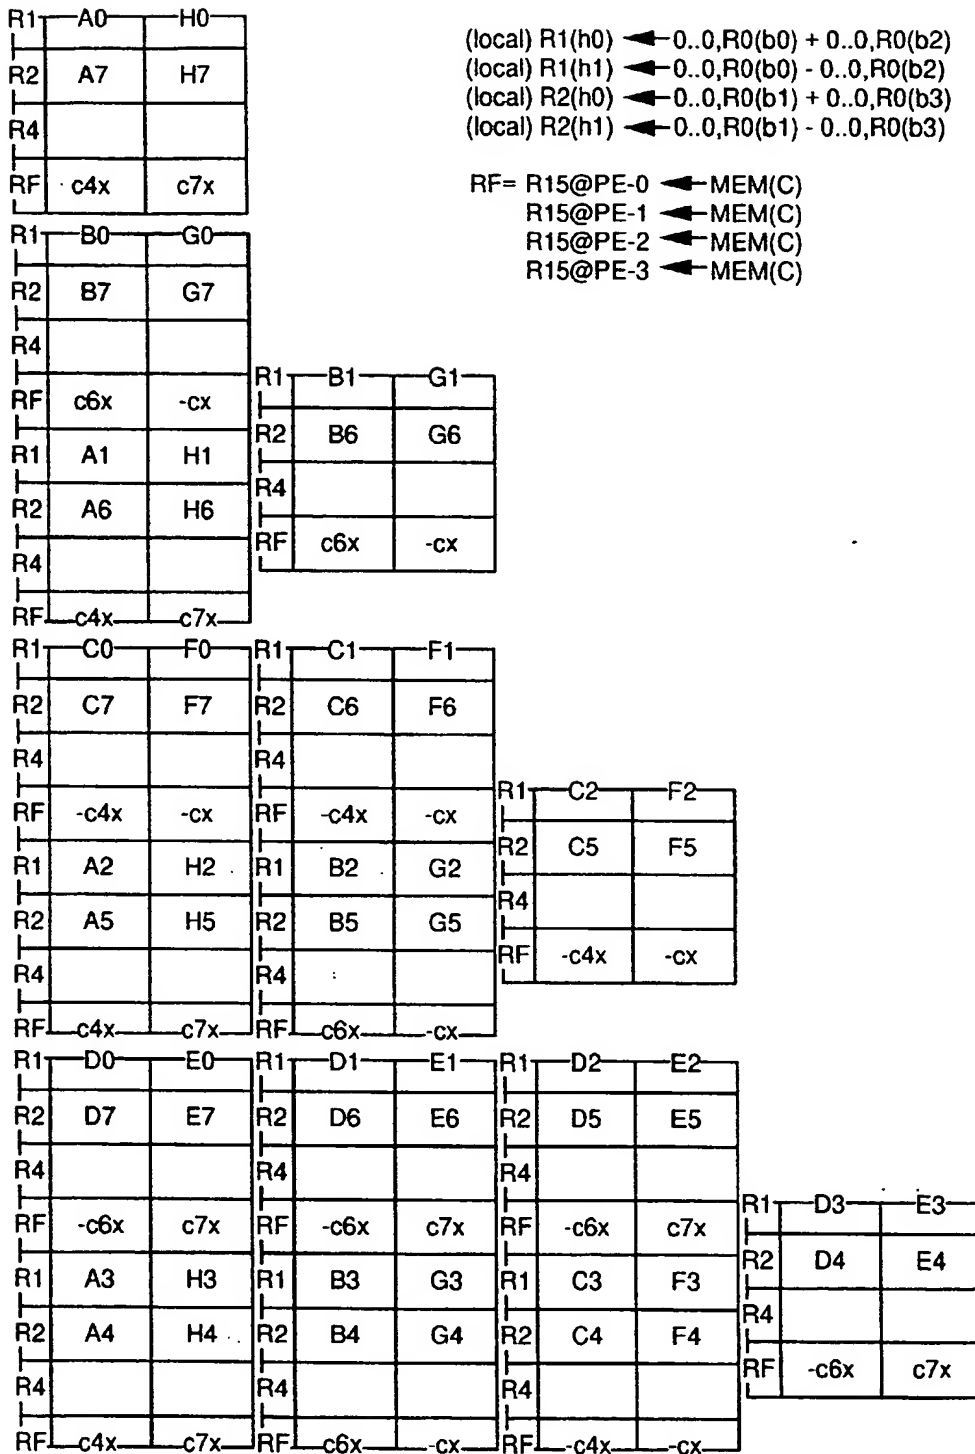 (local) R1(h0) ← 0..0,R0(b0) + 0..0,R0(b2)
(local) R1(h1) ← 0..0,R0(b0) - 0..0,R0(b2)
(local) R2(h0) ← 0..0,R0(b1) + 0..0,R0(b3)
(local) R2(h1) ← 0..0,R0(b1) - 0..0,R0(b3)
RF= R15@PE-0 ← MEM(C)
R15@PE-1 ← MEM(C)
R15@PE-2 ← MEM(C)
R15@PE-3 ← MEM(C)
R1 A0 H0
R2 A7 H7
R4
RF c4x c7x
R1 B0 G0
R2 B7 G7
R4
RF c6x -cx
R1 A1 H1
R2 A6 H6
R4
RF c4x c7x
R1 B1 G1
R2 B6 G6
R4
RF c6x -cx
R1 C0 F0
R2 C7 F7
R4
RF -c4x -cx
R1 A2 H2
R2 A5 H5
R4
RF c4x c7x
R1 C1 F1
R2 C6 F6
R4
RF -c4x -cx
R1 B2 G2
R2 B5 G5
R4
RF c6x -cx
R1 C2 F2
R2 C5 F5
R4
RF -c4x -cx
R1 D0 E0
R2 D7 E7
R4
RF -c6x c7x
R1 A3 H3
R2 A4 H4
R4
RF c4x c7x
R1 D1 E1
R2 D6 E6
R4
RF -c6x c7x
R1 B3 G3
R2 B4 G4
R4
RF c6x -cx
R1 D2 E2
R2 D5 E5
R4
RF -c6x c7x
R1 C3 F3
R2 C4 F4
R4
RF -c4x -cx
R1 D3 E3
R2 D4 E4
R4
RF -c6x c7x